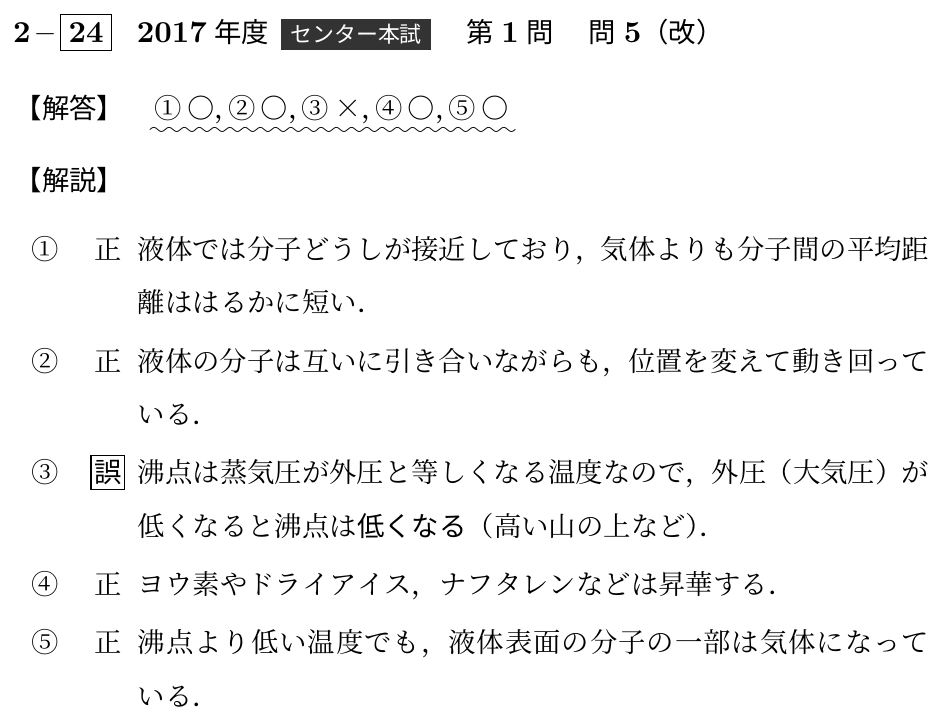 2-24 2017年度 センター本試 第1問 問5（改）
【解答】 ①○,②○,③×,④○,⑤○
【解説】
① 正 液体では分子どうしが接近しており，気体よりも分子間の平均距
離ははるかに短い．
② 正 液体の分子は互いに引き合いながらも，位置を変えて動き回って
いる．
③ 誤 沸点は蒸気圧が外圧と等しくなる温度なので，外圧（大気圧）が
低くなると沸点は低くなる（高い山の上など）．
④ 正 ヨウ素やドライアイス，ナフタレンなどは昇華する．
⑤ 正 沸点より低い温度でも，液体表面の分子の一部は気体になって
いる．